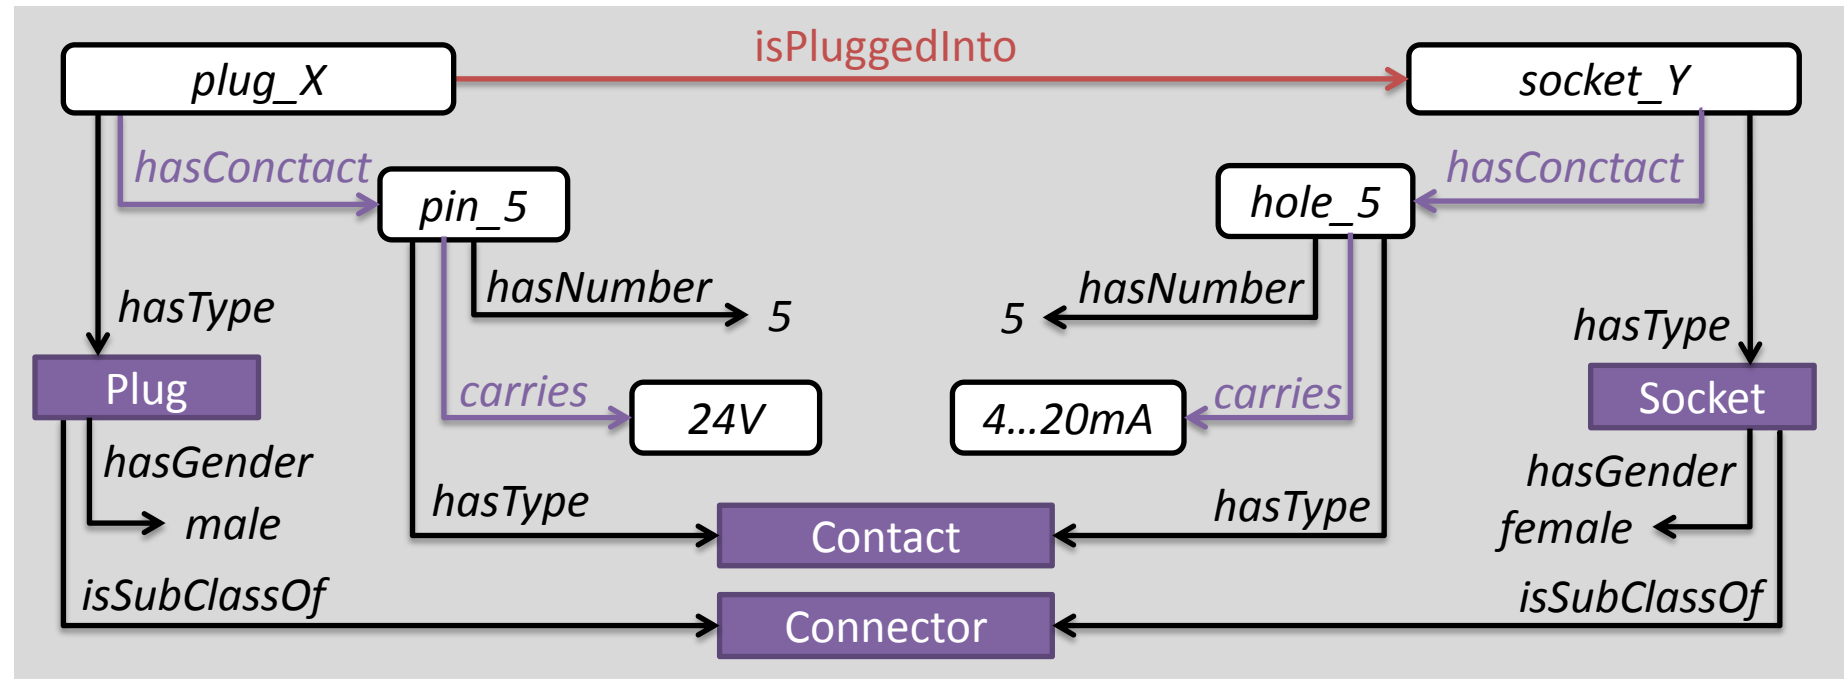 isPluggedInto
plug_X
socket_Y
hasConctact
hasConctact
pin_5
hole_5
hasNumber
5
5
hasNumber
hasType
hasType
Plug
carries
24V
4...20mA
carries
Socket
hasGender
male
hasType
Contact
hasType
hasGender
female
isSubClassOf
Connector
isSubClassOf